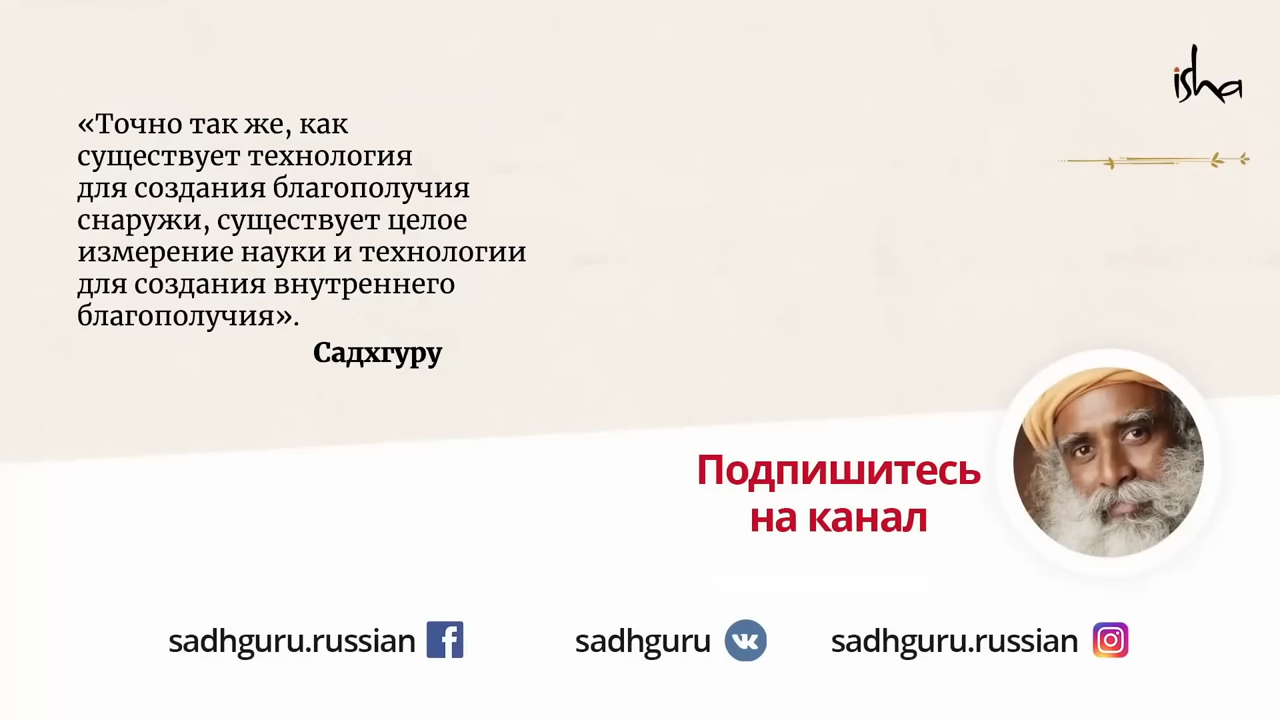 isha
«Точно так же, как
существует технология
для создания благополучия
снаружи, существует целое
измерение науки и технологии
для создания внутреннего
благополучия».
Садхгуру
Подпишитесь
на канал
sadhguru.russian
sadhguru
sadhguru.russian